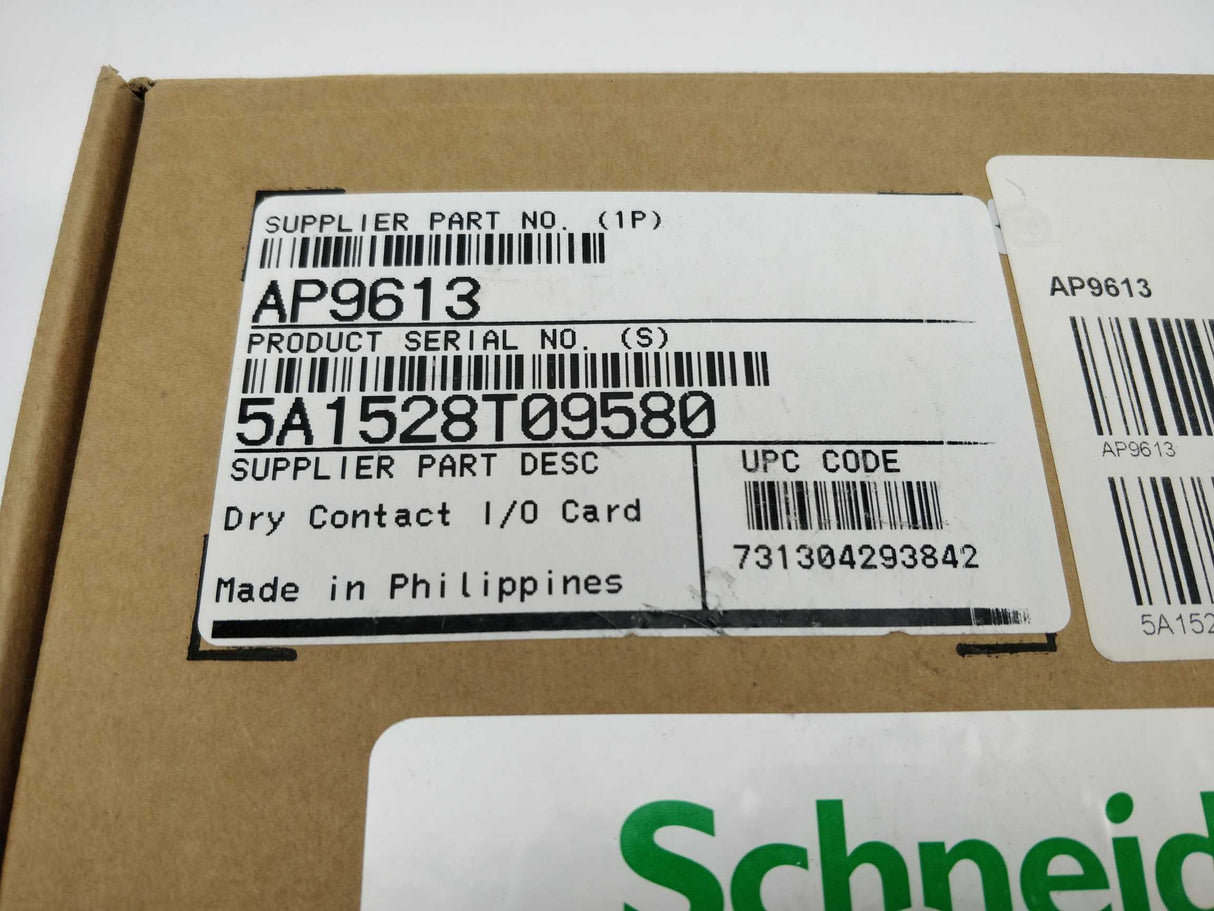 SUPPLIER PART NO. (1P)
AP9613
PRODUCT SERIAL NO. (S)
5A1528T09580
SUPPLIER PART DESC
Dry Contact I/O Card
Made in Philippines
UPC CODE
731304293842
AP9613
AP9613
5A152
Schneid